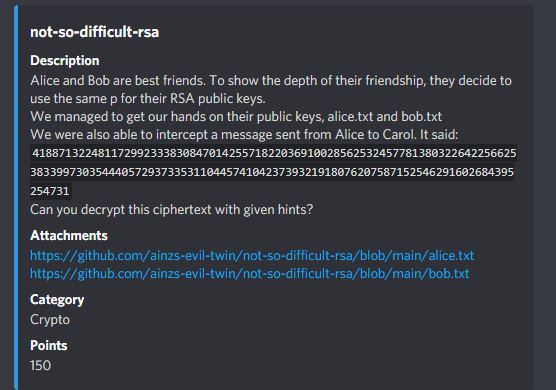 not-so-difficult-rsa
Description
Alice and Bob are best friends. To show the depth of their friendship, they decide to
use the same p for their RSA public keys.
We managed to get our hands on their public keys, alice.txt and bob.txt
We were also able to intercept a message sent from Alice to Carol. It said:
41887132248117299233383084701425571822036910028562532457781380322642256625
383399730354440572937335311044574104237393219180762075871525462916026843 95
254731
Can you decrypt this ciphertext with given hints?
Attachments
https://github.com/ainzs-evil-twin/not-so-difficult-rsa/blob/main/alice.txt
https://github.com/ainzs-evil-twin/not-so-difficult-rsa/blob/main/bob.txt
Category
Crypto
Points
150